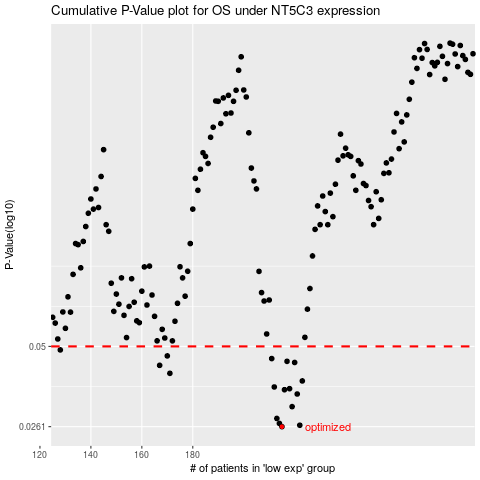 Cumulative P-Value plot for OS under NT5C3 expression
P-Value(log10)
0.05
0.0261
optimized
120 140 160 180
# of patients in 'low exp' group